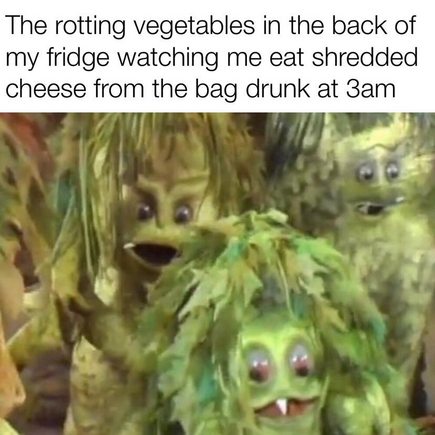 The rotting vegetables in the back of
my fridge watching me eat shredded
cheese from the bag drunk at 3am